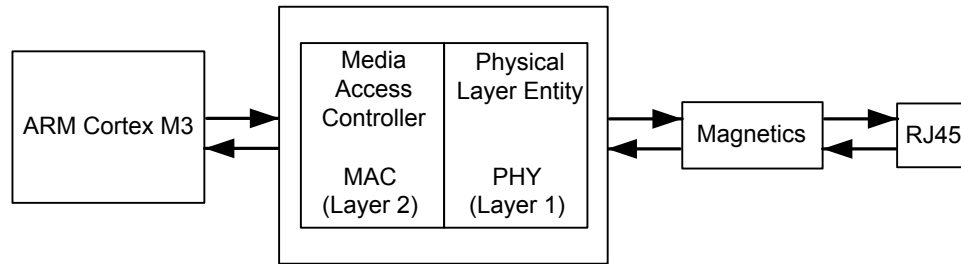 ARM Cortex M3
Media
Access
Controller
MAC
(Layer 2)
Physical
Layer Entity
PHY
(Layer 1)
Magnetics
RJ45